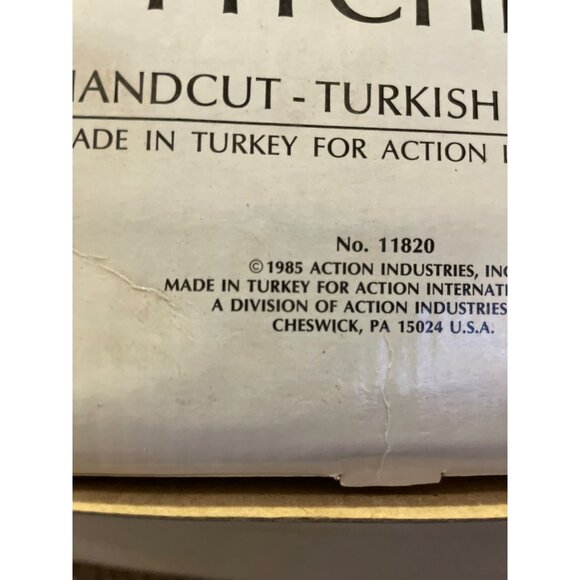 HANDCUT - TURKISH
MADE IN TURKEY FOR ACTION
No. 11820
© 1985 ACTION INDUSTRIES, INC
MADE IN TURKEY FOR ACTION INTERNATI
A DIVISION OF ACTION INDUSTRIES
CHESWICK, PA 15024 U.S.A.